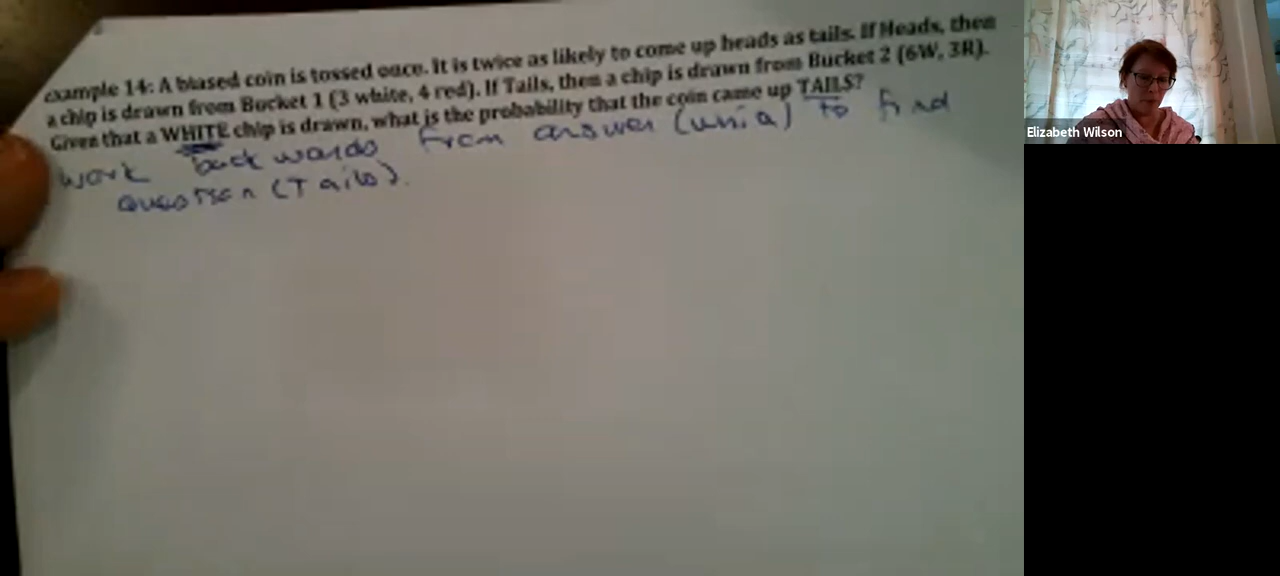 example 14: A biased coin is tossed once. It is twice as likely to come up heads as tails. If Heads, then
a chip is drawn from Bucket 1 (3 white, 4 red). If Tails, then a chip is drawn from Bucket 2 (6W, 3R).
Given that a WHITE chip is drawn, what is the probability that the coin came up TAILS?
work backwards from answer (whia) to find
question (Tails).
Elizabeth Wilson